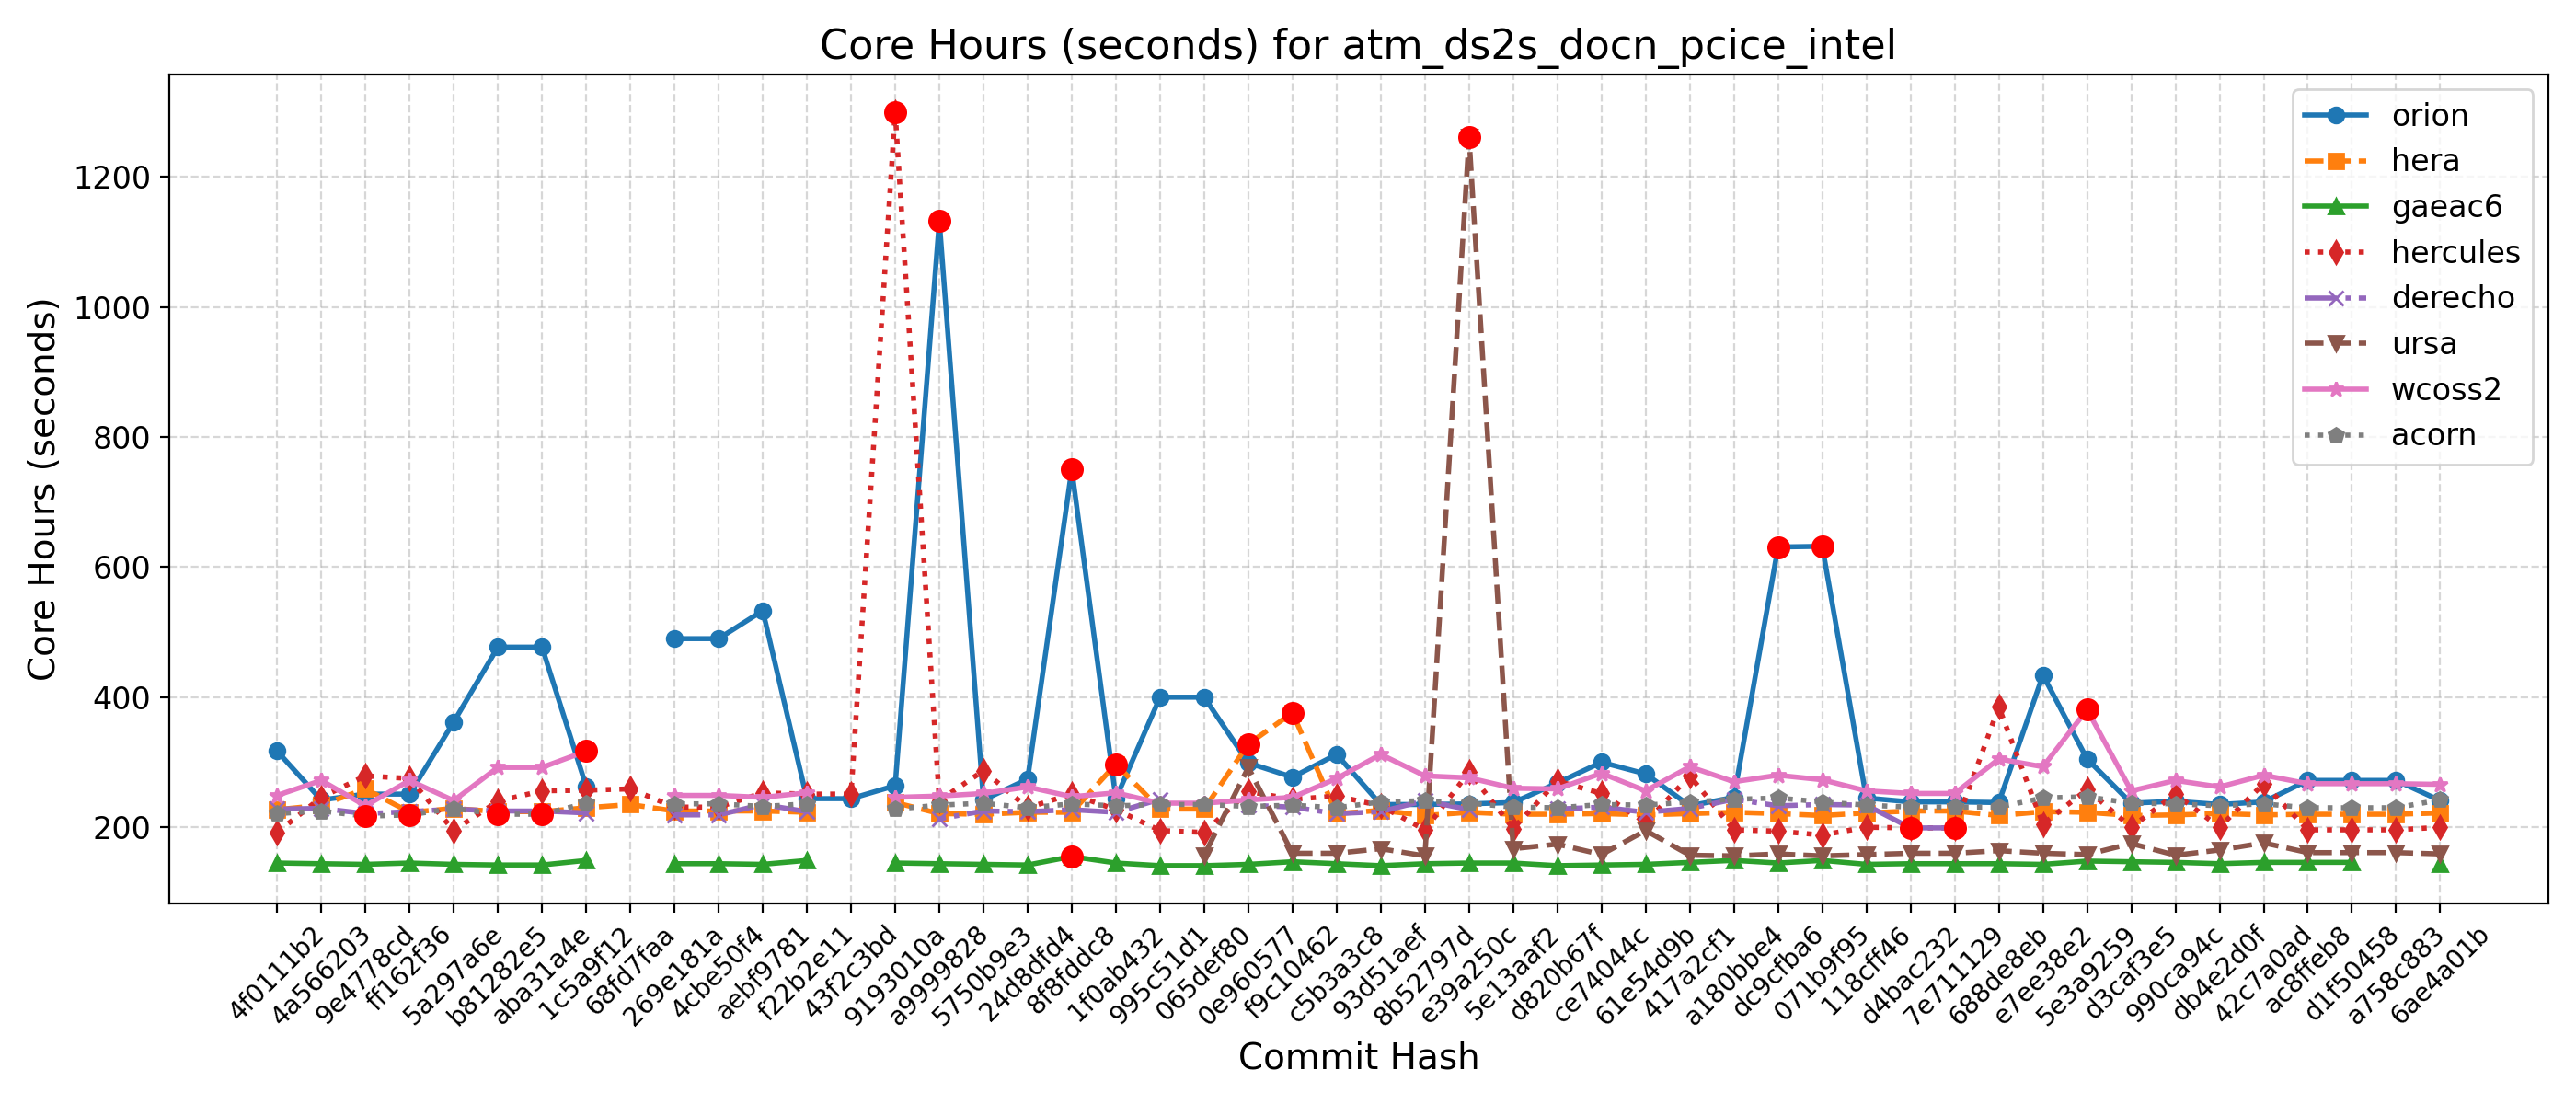 Core Hours (seconds) for atm_ds2s_docn_pcice_intel
Core Hours (seconds)
1200
1000
800
600
400
200
orion
hera
gaeac6
hercules
derecho
ursa
wcoss2
acorn
4f0111b2
4a566203
9e4778cd
ff162f36
5a297a6e
b81282e5
aba31a4e
1c5a9f12
68fd7faa
269e181a
4cbe50f4
aebf9781
f22b2e11
43f2c3bd
9193010a
a9999828
5750b9e3
24d8dfd4
8f8fddc8
1f0ab432
995c51d1
065def80
0e960577
f9c10462
c5b3a3c8
93d51aef
8b52797d
e39a250c
5e13aaf2
d820b67f
ce74044c
61e54d9b
417a2cf1
a180bbe4
dc9cfba6
071b9f95
118cff46
d4bac232
7e711129
688de8eb
e7ee38e2
5e3a9259
d3caf3e5
990ca94c
db4e2d0f
42c7a0ad
ac8ffeb8
d1f50458
a758c883
6ae4a01b
Commit Hash